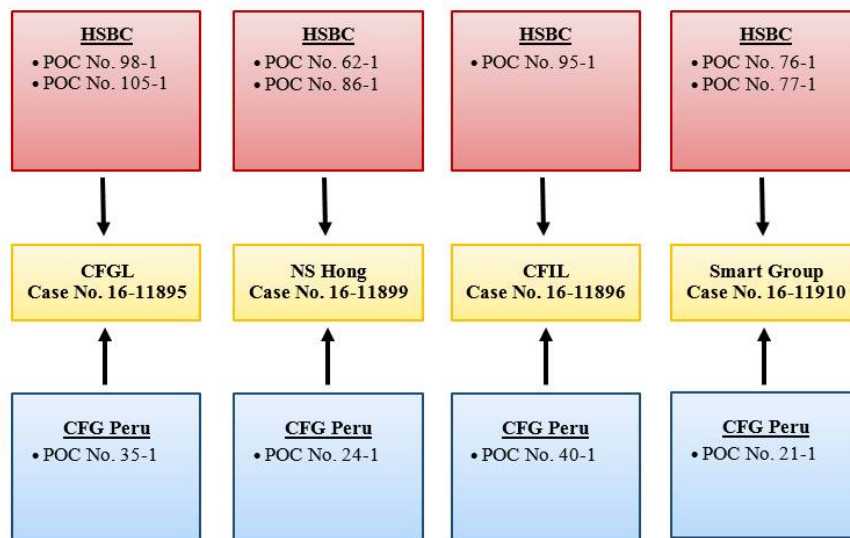 HSBC
• POC No. 98-1
• POC No. 105-1
HSBC
• POC No. 62-1
• POC No. 86-1
HSBC
• POC No. 95-1
HSBC
• POC No. 76-1
• POC No. 77-1
CFGL
Case No. 16-11895
NS Hong
Case No. 16-11899
CFIL
Case No. 16-11896
Smart Group
Case No. 16-11910
CFG Peru
• POC No. 35-1
CFG Peru
• POC No. 24-1
CFG Peru
• POC No. 40-1
CFG Peru
• POC No. 21-1